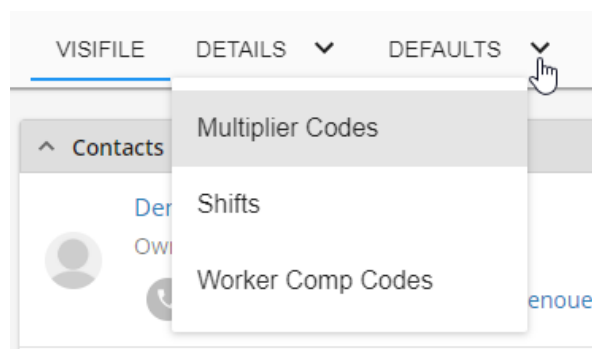 VISIFILE DETAILS DEFAULTS
Multiplier Codes
Contacts
Shifts
Worker Comp Codes